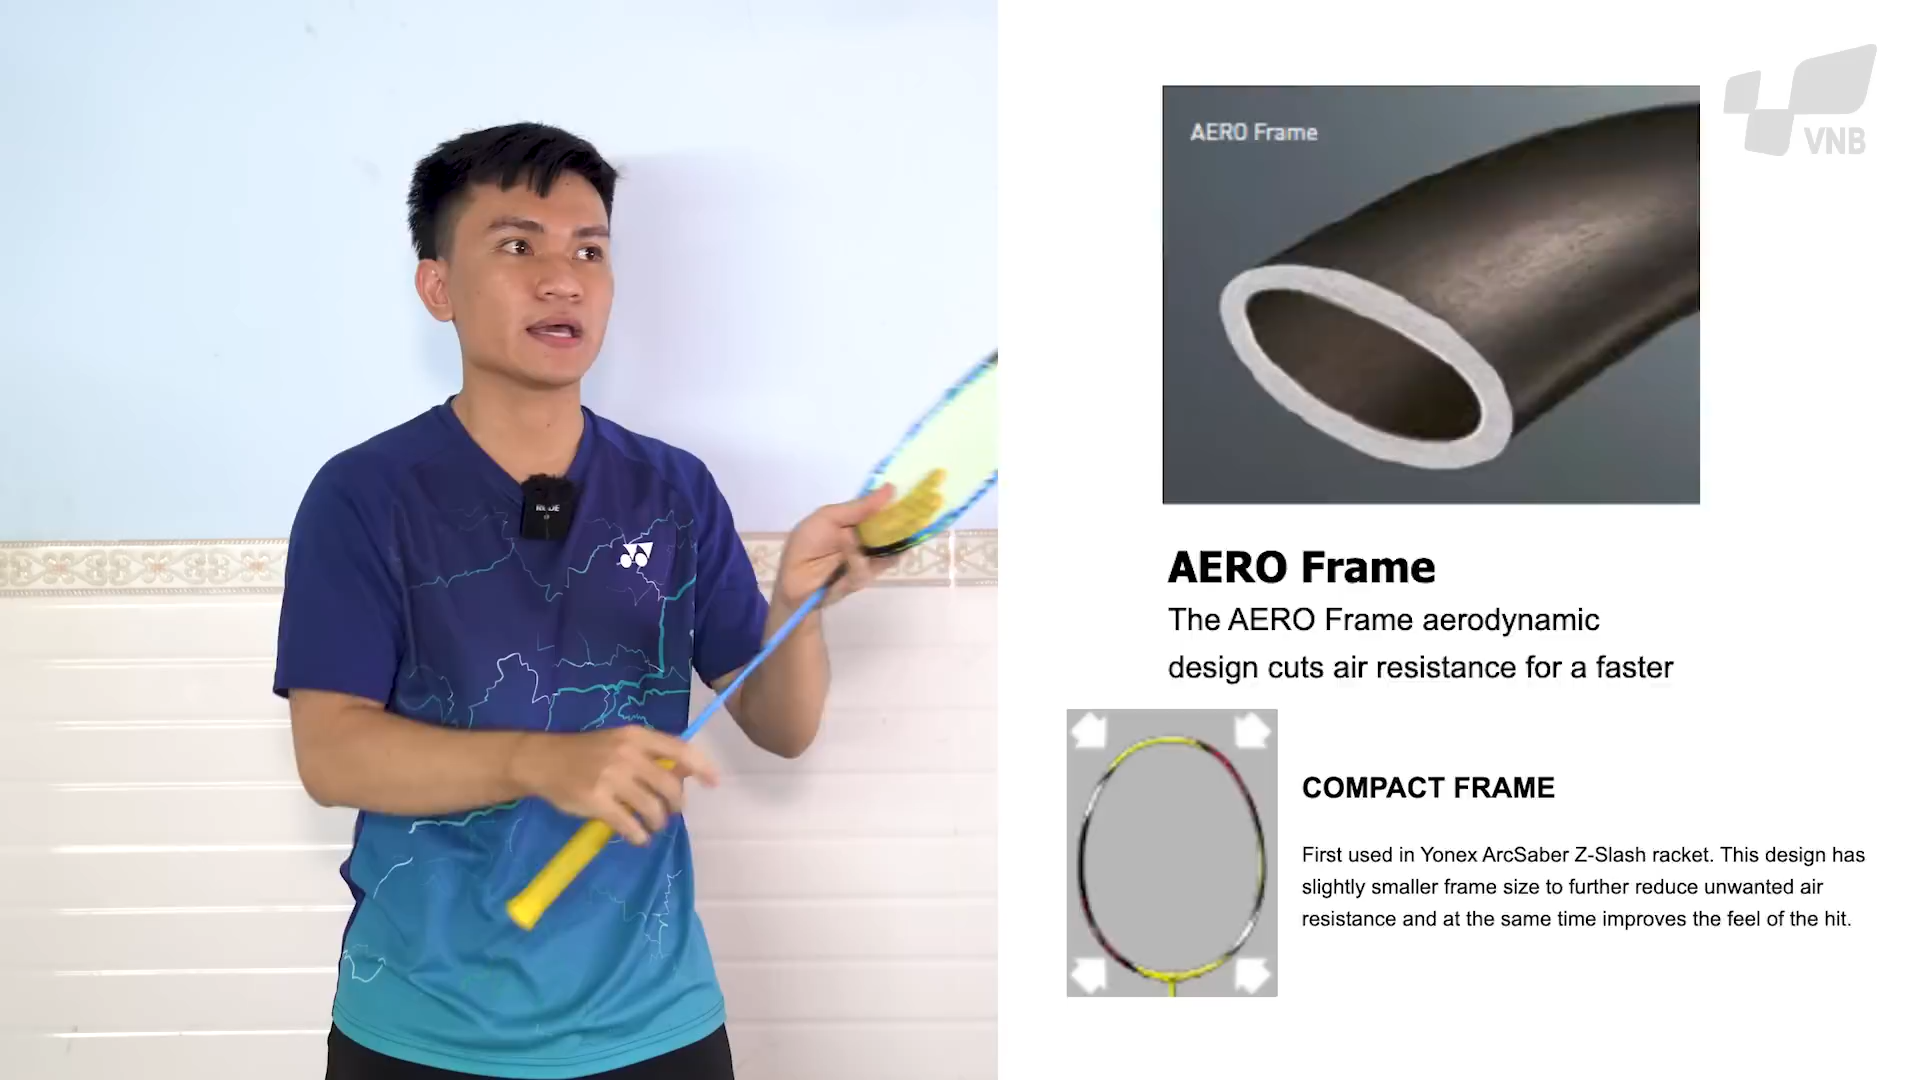 AERO Frame
VNB
AERO Frame
The AERO Frame aerodynamic
design cuts air resistance for a faster
COMPACT FRAME
First used in Yonex ArcSaber Z-Slash racket. This design has
slightly smaller frame size to further reduce unwanted air
resistance and at the same time improves the feel of the hit.
RODE